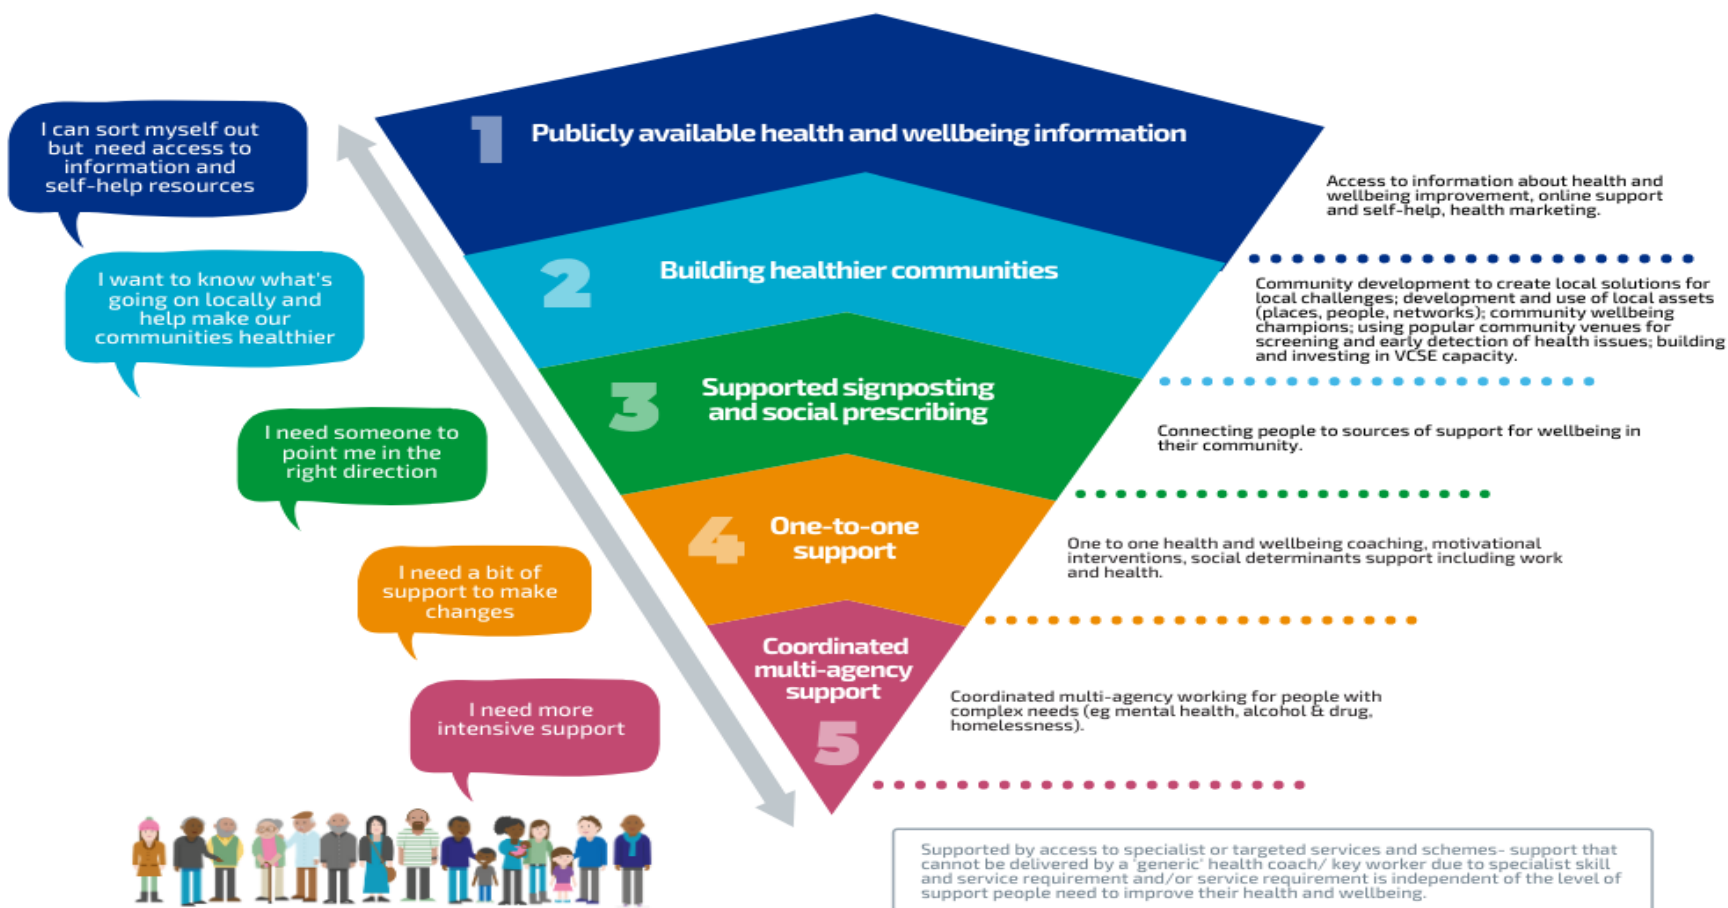 I can sort myself out
but need access to
information and
self-help resources
1
Publicly available health and wellbeing information
Access to information about health and
wellbeing improvement, online support
and self-help, health marketing.
I want to know what's
going on locally and
help make our
communities healthier
2
Building healthier communities
Community development to create local solutions for
local challenges; development and use of local assets
(places, people, networks); community wellbeing
champions; using popular community venues for
screening and early detection of health issues; building
and investing in VCSE capacity.
I need someone to
point me in the
right direction
3
Supported signposting
and social prescribing
Connecting people to sources of support for wellbeing in
their community.
I need a bit of
support to make
changes
4
One-to-one
support
One to one health and wellbeing coaching, motivational
interventions, social determinants support including work
and health.
I need more
intensive support
Coordinated
multi-agency
support
5
Coordinated multi-agency working for people with
complex needs (eg mental health, alcohol & drug,
homelessness).
Supported by access to specialist or targeted services and schemes- support that
cannot be delivered by a 'generic' health coach/ key worker due to specialist skill
and service requirement and/or service requirement is independent of the level of
support people need to improve their health and wellbeing.